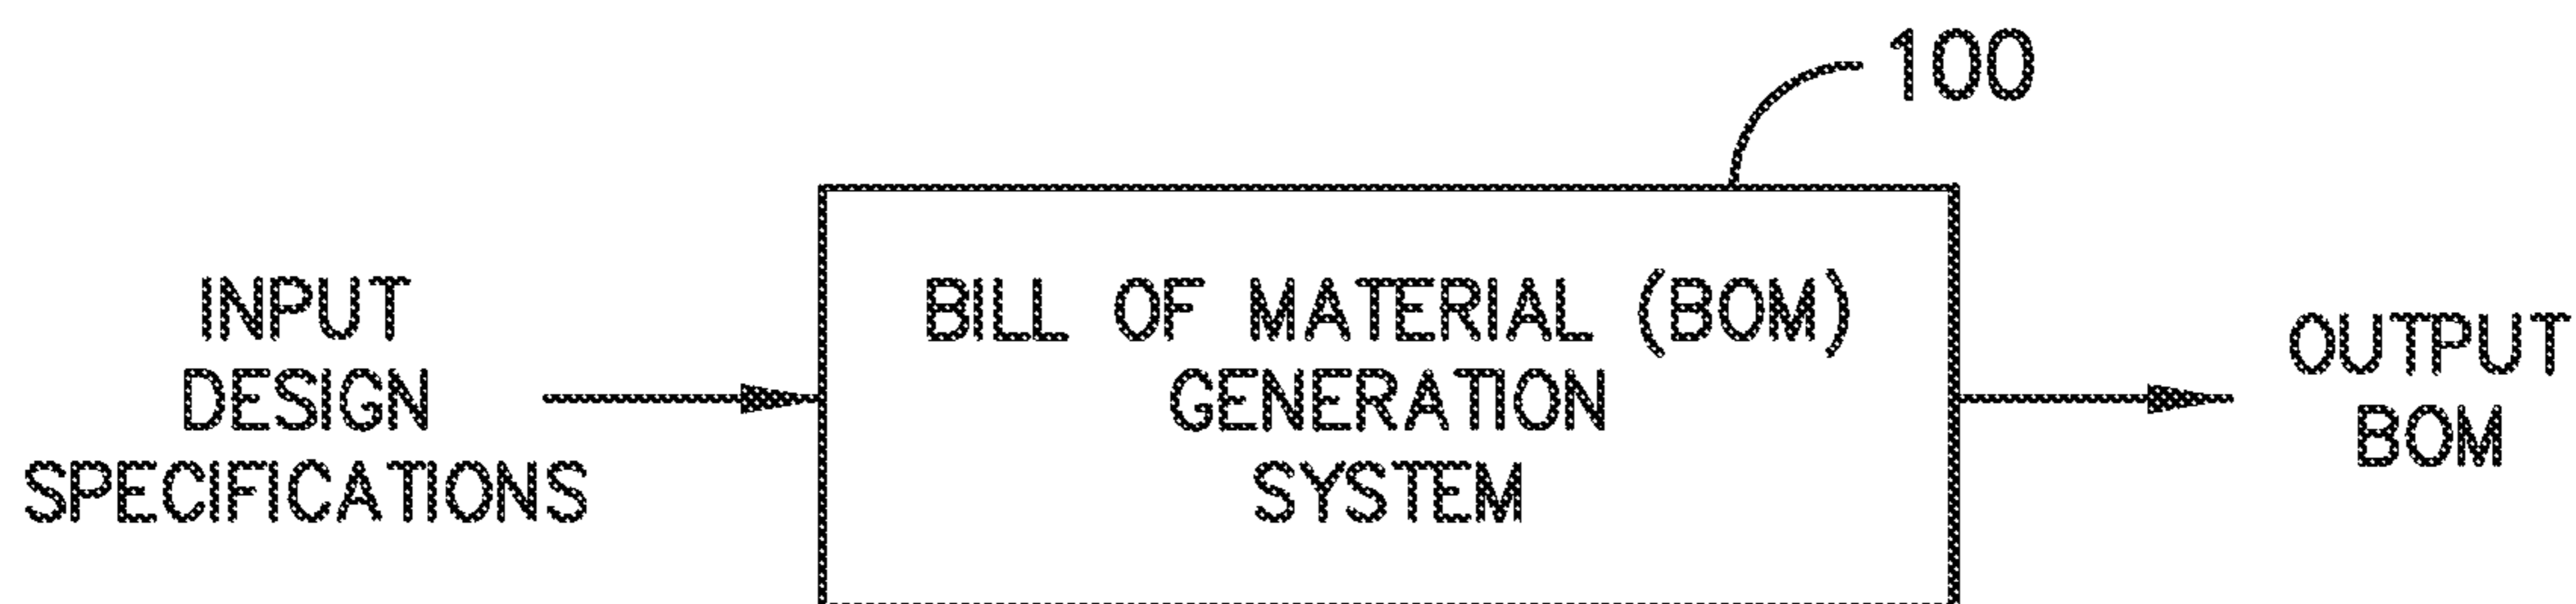 100
INPUT
DESIGN
SPECIFICATIONS
BILL OF MATERIAL (BOM)
GENERATION
SYSTEM
OUTPUT
BOM